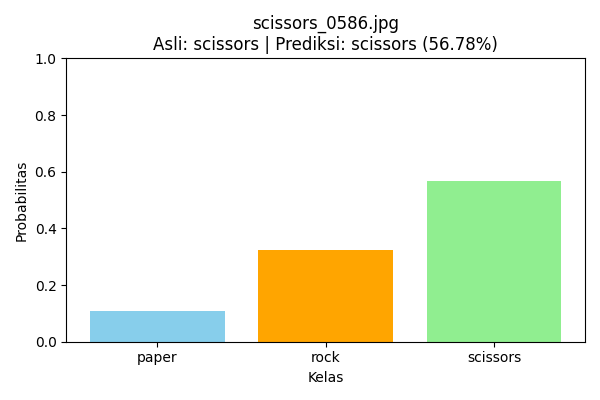 scissors_0586.jpg
Asli: scissors | Prediksi: scissors (56.78%)
1.0
0.8
0.6
0.4
0.2
0.0
Probabilitas
paper rock scissors
Kelas